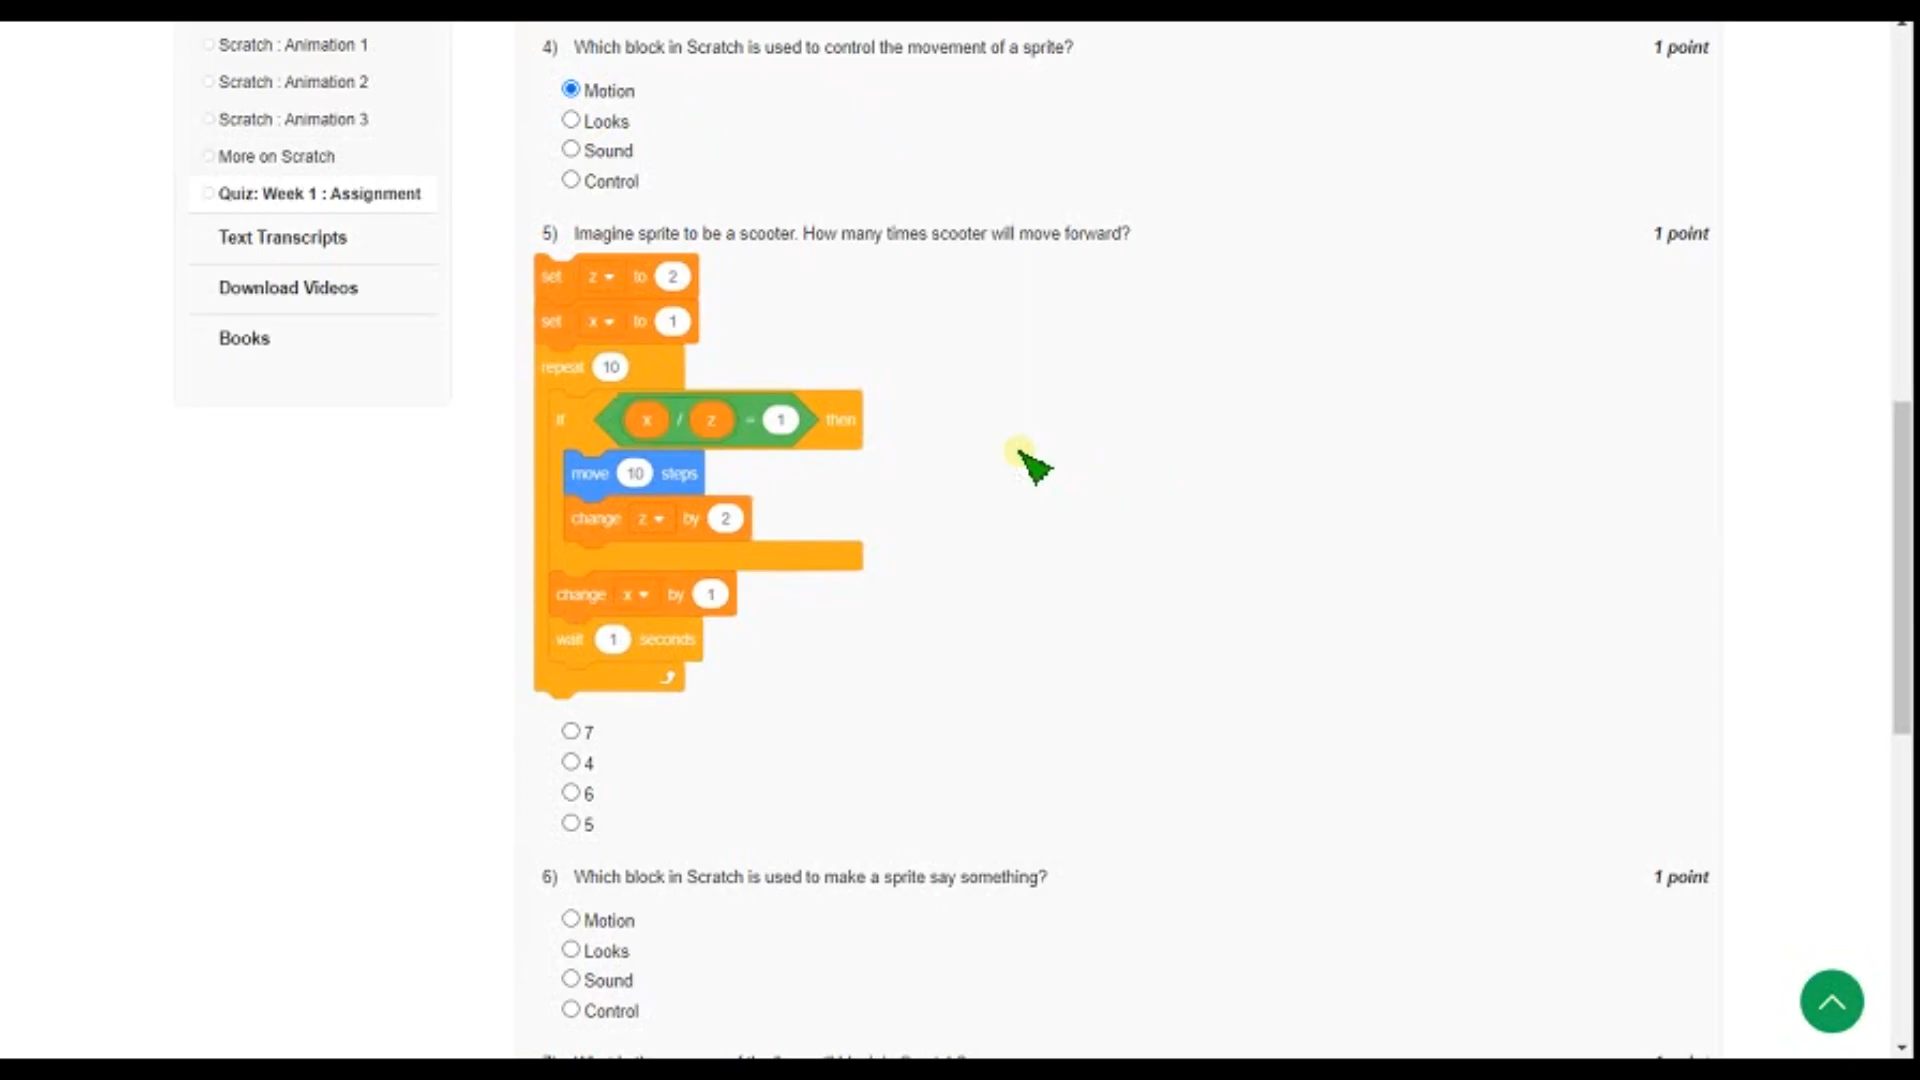 Scratch : Animation 1
Scratch : Animation 2
Scratch : Animation 3
More on Scratch
Quiz: Week 1 : Assignment
Text Transcripts
Download Videos
Books
4) Which block in Scratch is used to control the movement of a sprite? 1 point
Motion
Looks
Sound
Control
5) Imagine sprite to be a scooter. How many times scooter will move forward? 1 point
set z to 2
set x to 1
repeat 10
if x / z = 1 then
move 10 steps
change z by 2
change x by 1
wait 1 seconds
7
4
6
5
6) Which block in Scratch is used to make a sprite say something? 1 point
Motion
Looks
Sound
Control